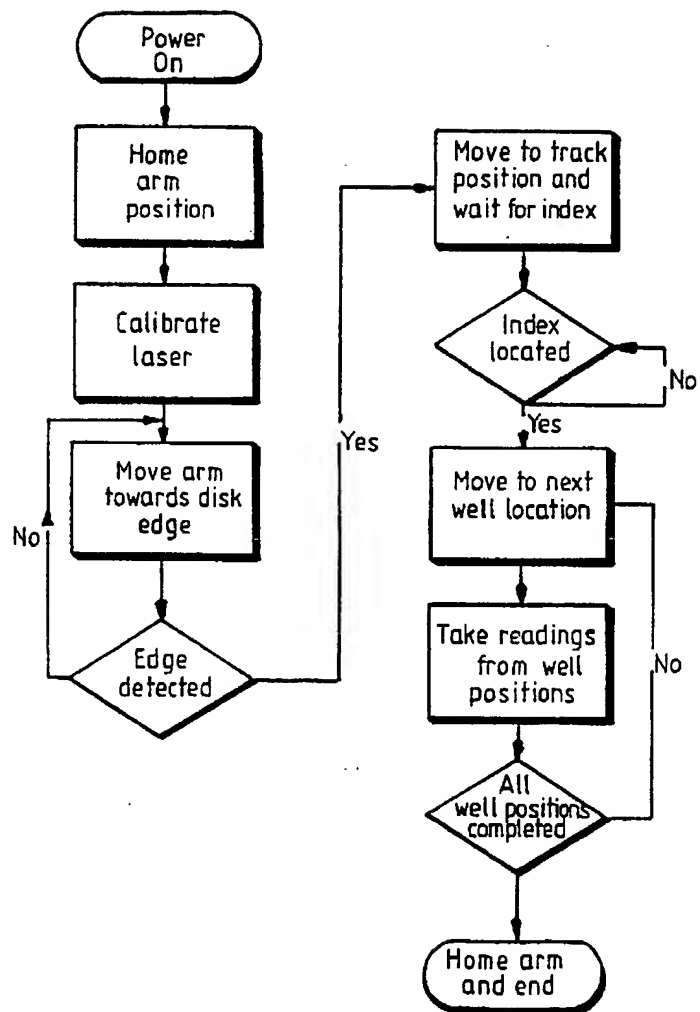 Power
On
Home
arm
position
Calibrate
laser
Move arm
towards disk
edge
No
Edge
detected
Yes
Move to track
position and
wait for index
Index
located
No
Yes
Move to next
well location
Take readings
from well
positions
No
All
well positions
completed
Home arm
and end